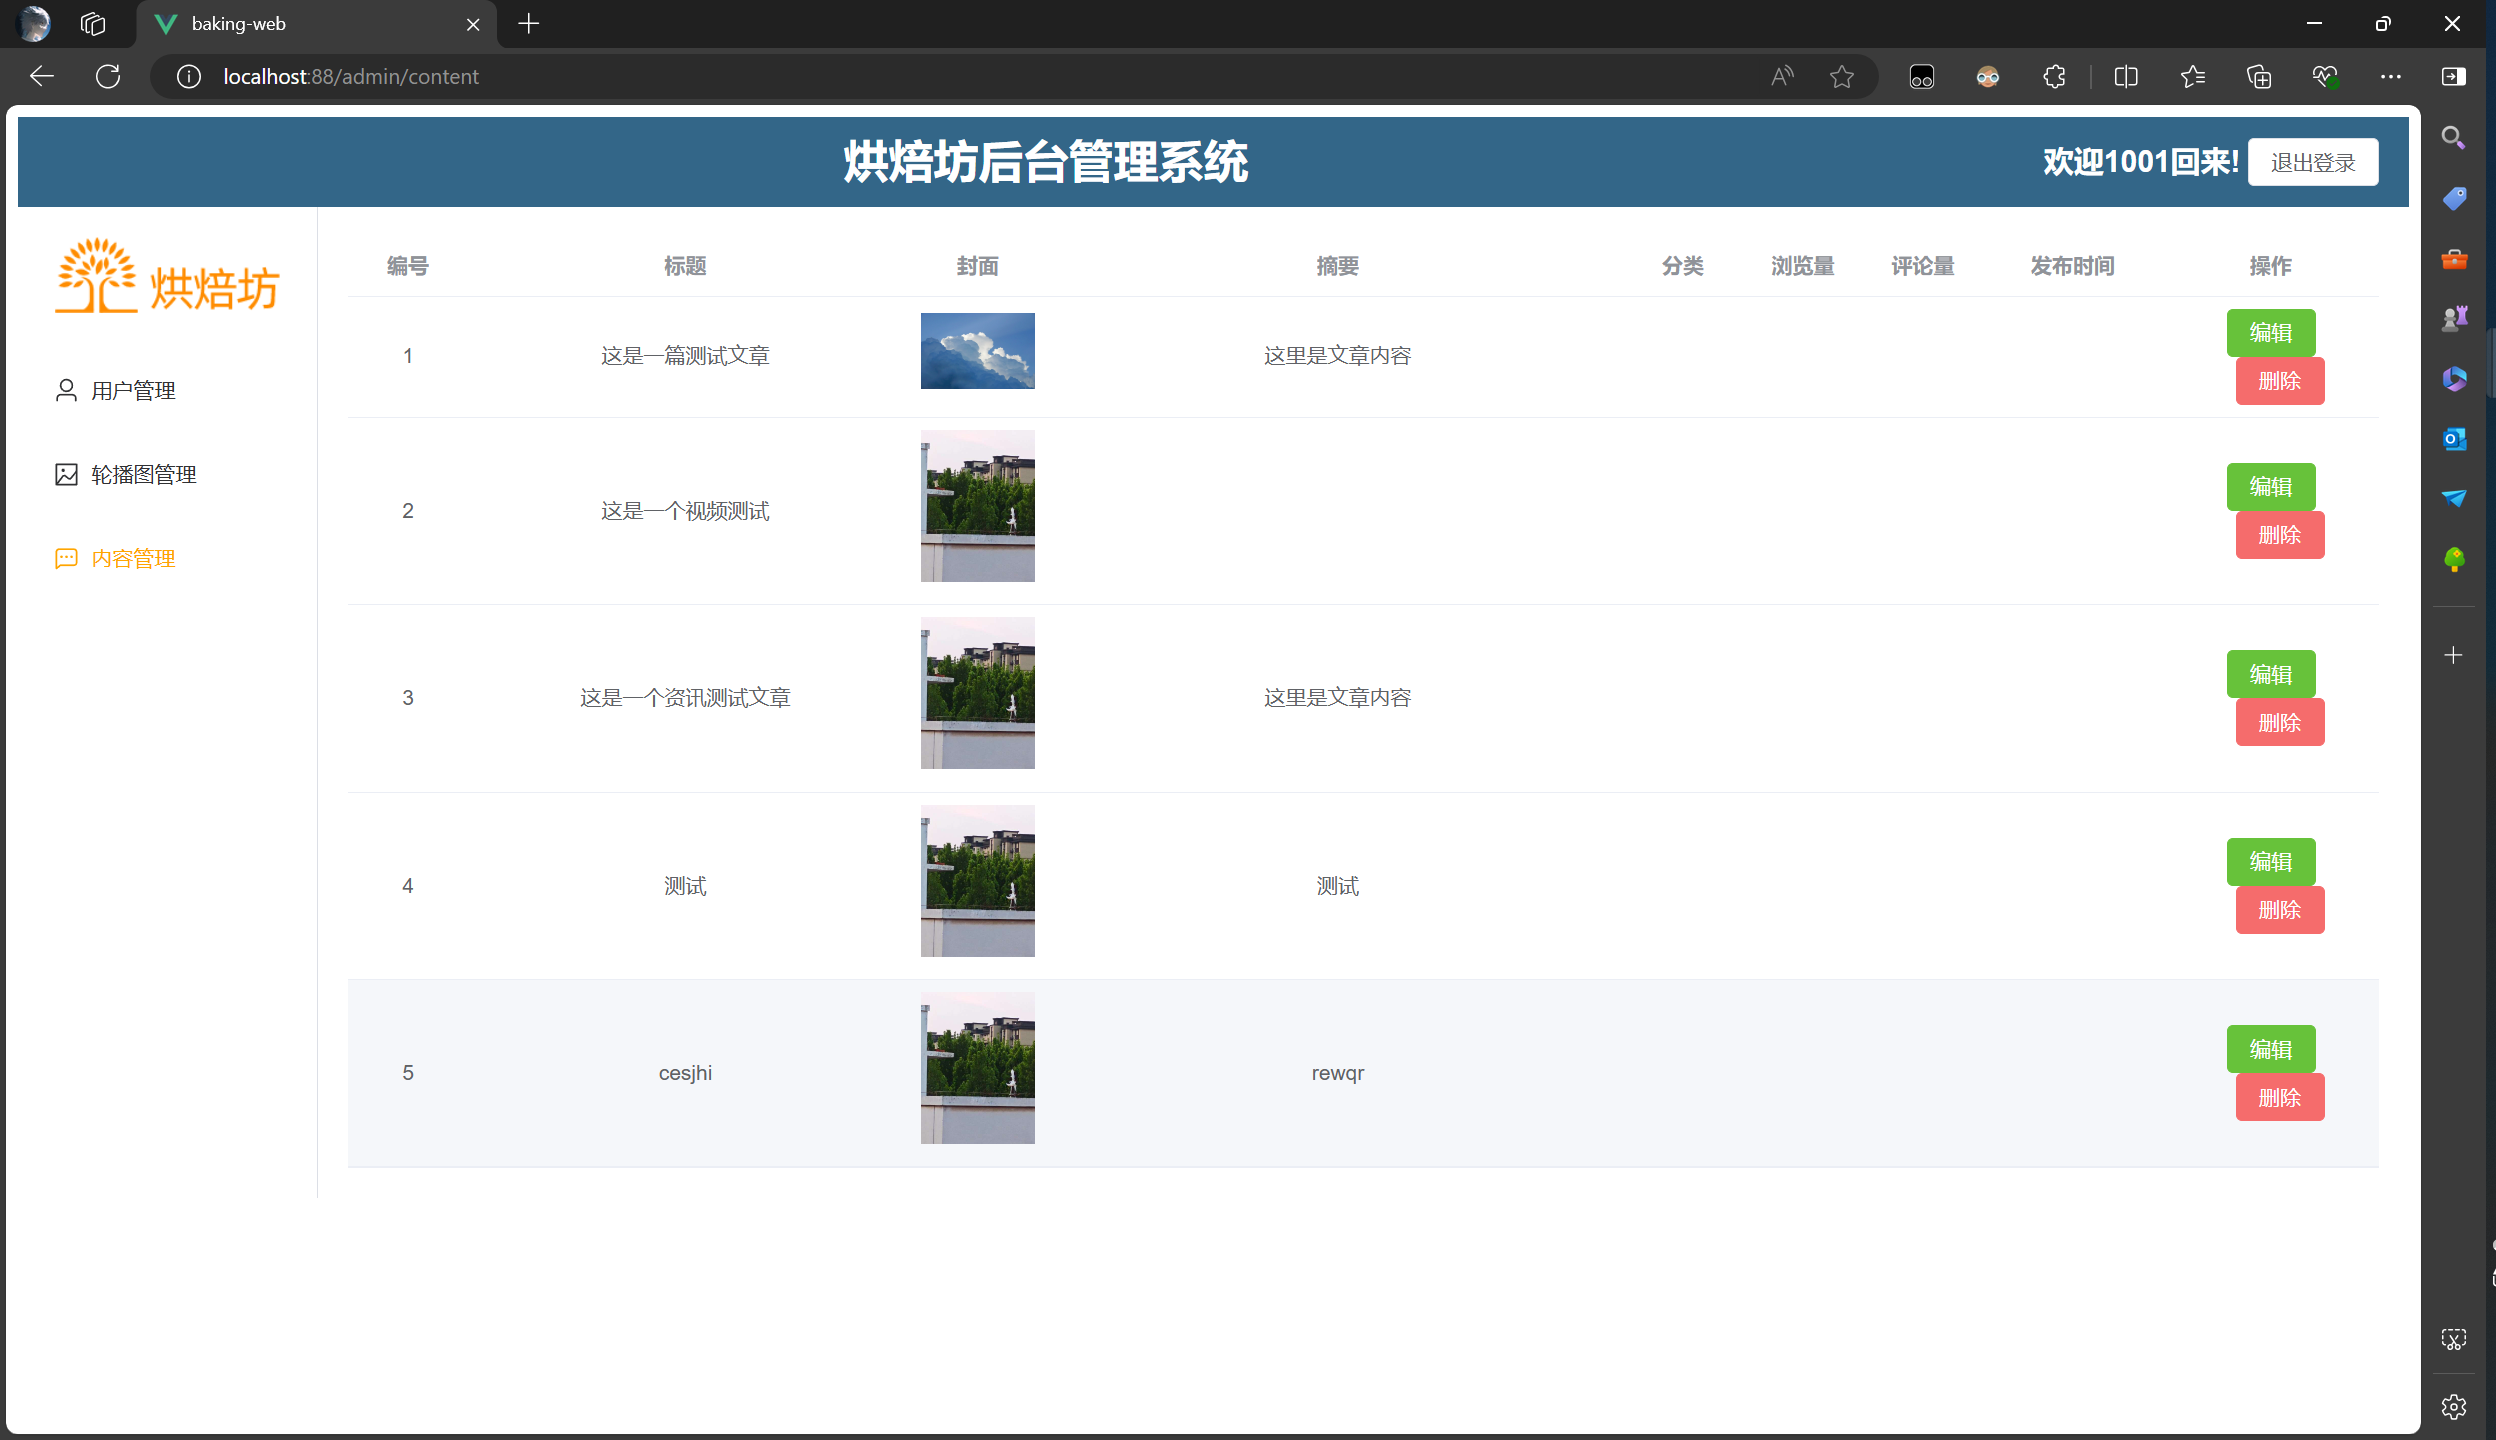 baking-web
localhost:88/admin/content
烘焙坊后台管理系统
欢迎1001回来! 退出登录
烘焙坊
用户管理
轮播图管理
内容管理
编号 标题 封面 摘要 分类 浏览量 评论量 发布时间 操作
1 这是一篇测试文章 这里是文章内容 编辑
删除
2 这是一个视频测试 编辑
删除
3 这是一个资讯测试文章 这里是文章内容 编辑
删除
4 测试 测试 编辑
删除
5 cesjhi rewqr 编辑
删除